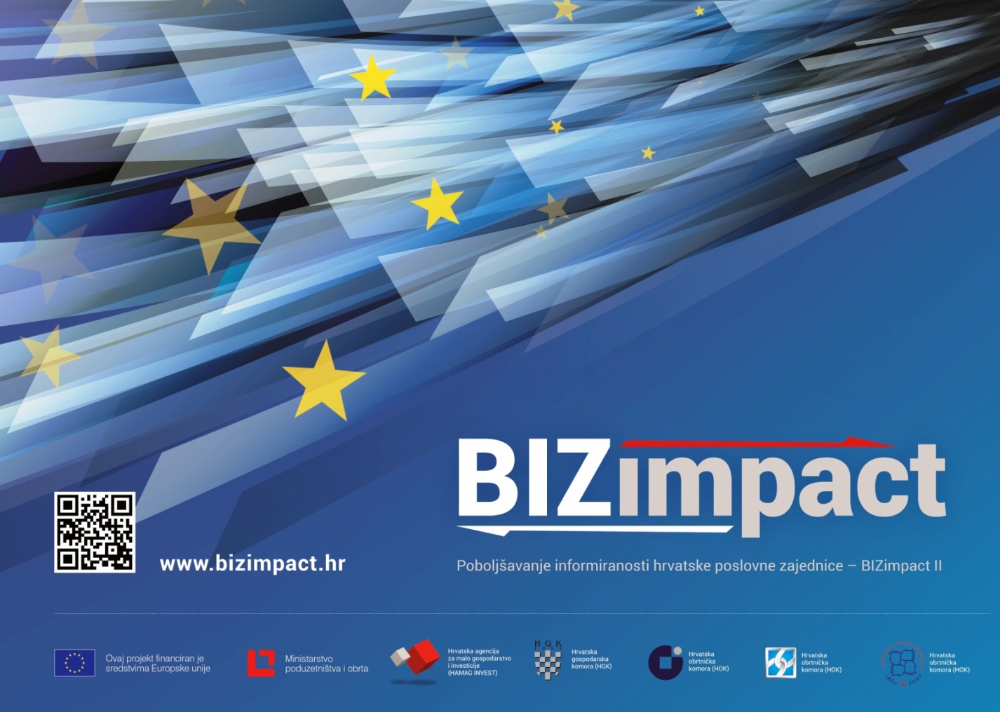 BIZimpact
www.bizimpact.hr
Poboljšavanje informiranosti hrvatske poslovne zajednice – BIZimpact II
Ovaj projekt financiran je
sredstvima Europske unije
Ministarstvo
poduzetništva i obrta
Hrvatska agencija
za malo gospodarstvo
i investicije
(HAMAG INVEST)
HGK
Hrvatska
gospodarska
komora (HGK)
Hrvatska
obrtnička
komora (HOK)
Hrvatska
obrtnička
komora (HOK)
1862 2002
Hrvatska
obrtnička
komora (HOK)